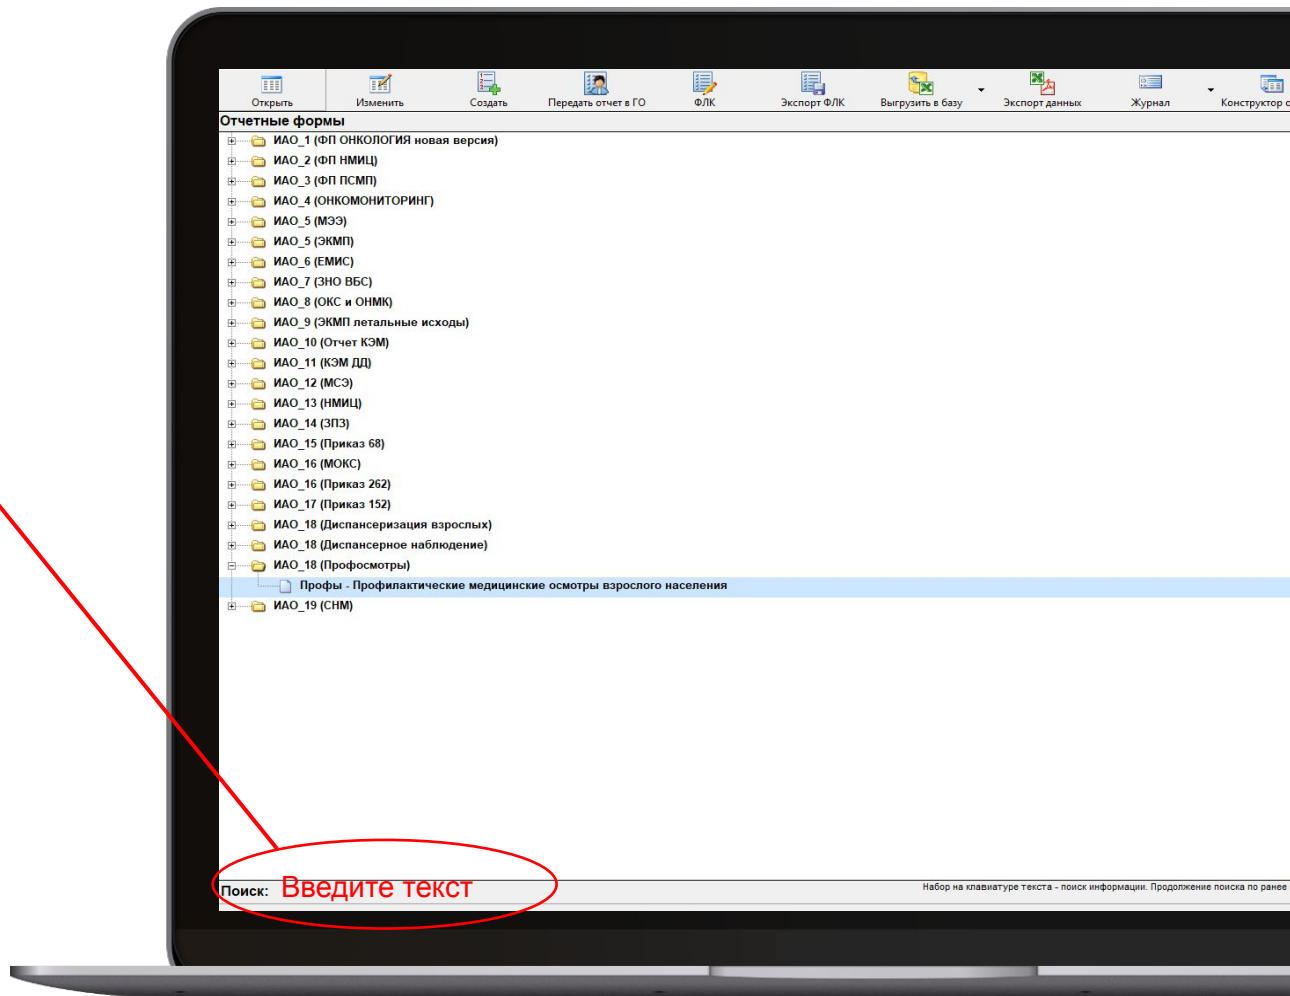 Открыть
Изменить
Создать
Передать отчет в ГО
ФЛК
Экспорт ФЛК
Выгрузить в базу
Экспорт данных
Журнал
Конструктор о
Отчетные формы
ИАО_1 (ФП ОНКОЛОГИЯ новая версия)
ИАО_2 (ФП НМИЦ)
ИАО_3 (ФП ПСМП)
ИАО_4 (ОНКОМОНИТОРИНГ)
ИАО_5 (МЭЭ)
ИАО_5 (ЭКМП)
ИАО_6 (ЕМИС)
ИАО_7 (ЗНО ВБС)
ИАО_8 (ОКС и ОНМК)
ИАО_9 (ЭКМП летальные исходы)
ИАО_10 (Отчет КЭМ)
ИАО_11 (КЭМ ДД)
ИАО_12 (МСЭ)
ИАО_13 (НМИЦ)
ИАО_14 (ЗПЗ)
ИАО_15 (Приказ 68)
ИАО_16 (МОКС)
ИАО_16 (Приказ 262)
ИАО_17 (Приказ 152)
ИАО_18 (Диспансеризация взрослых)
ИАО_18 (Диспансерное наблюдение)
ИАО_18 (Профосмотры)
Профы - Профилактические медицинские осмотры взрослого населения
ИАО_19 (СНМ)
Поиск: Введите текст
Набор на клавиатуре текста - поиск информации. Продолжение поиска по ранее